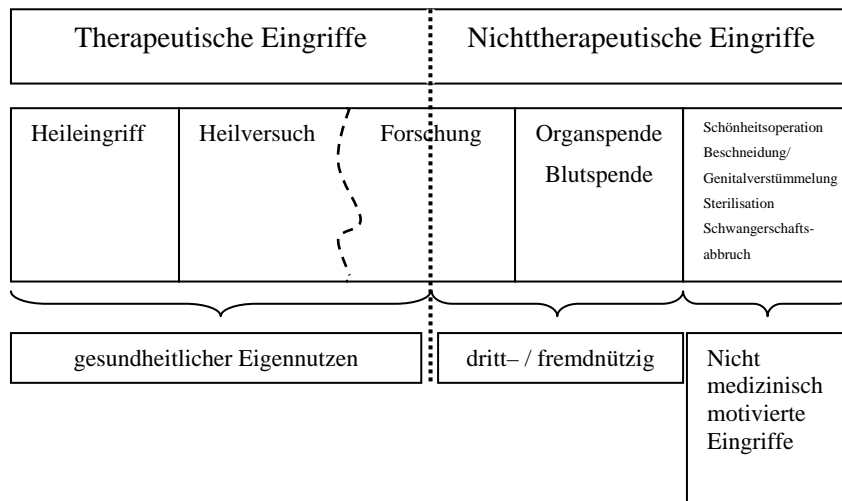 Therapeutische Eingriffe
Nichttherapeutische Eingriffe
Heileingriff
Heilversuch
Forschung
Organspende
Blutspende
Schönheitsoperation
Beschneidung/
Genitalverstümmelung
Sterilisation
Schwangerschafts-
abbruch
gesundheitlicher Eigennutzen
dritt– / fremdnützig
Nicht
medizinisch
motivierte
Eingriffe